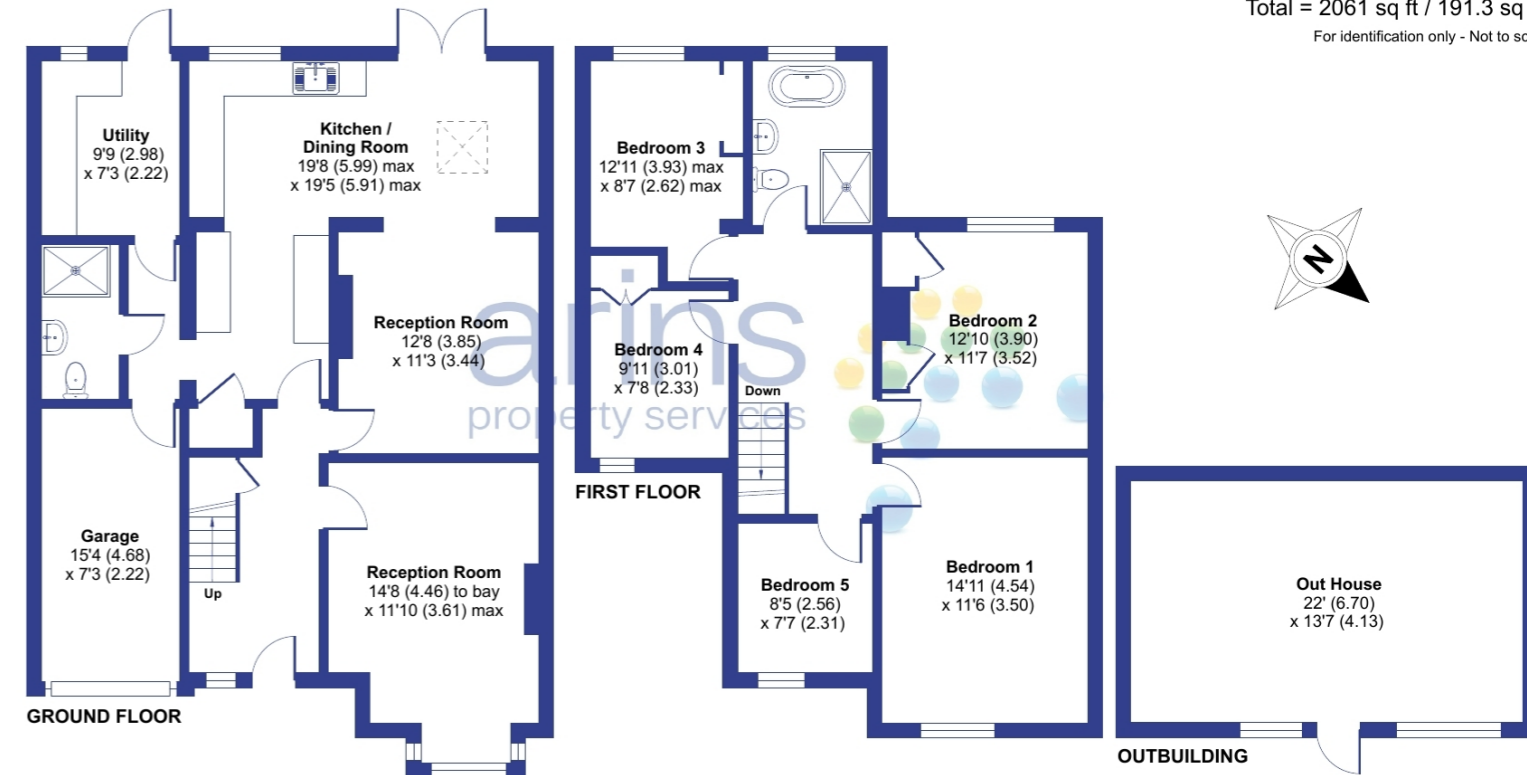 Total = 2061 sq ft / 191.3 sq
For identification only - Not to sc
Utility
9'9 (2.98)
x 7'3 (2.22)
Kitchen /
Dining Room
19'8 (5.99) max
x 19'5 (5.91) max
Reception Room
12'8 (3.85)
x 11'3 (3.44)
Garage
15'4 (4.68)
x 7'3 (2.22)
Up
Reception Room
14'8 (4.46) to bay
x 11'10 (3.61) max
GROUND FLOOR
Bedroom 3
12'11 (3.93) max
x 8'7 (2.62) max
Bedroom 4
9'11 (3.01)
x 7'8 (2.33)
Down
Bedroom 2
12'10 (3.90)
x 11'7 (3.52)
Bedroom 5
8'5 (2.56)
x 7'7 (2.31)
Bedroom 1
14'11 (4.54)
x 11'6 (3.50)
FIRST FLOOR
arins
property services
N
Out House
22' (6.70)
x 13'7 (4.13)
OUTBUILDING